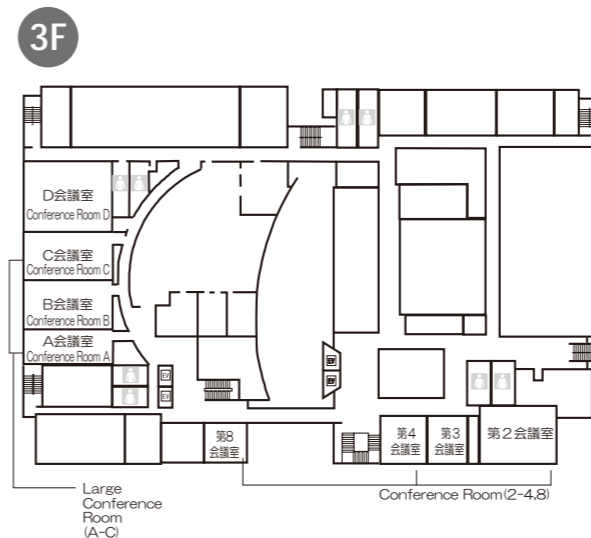 3F
D会議室
Conference Room D
C会議室
Conference Room C
B会議室
Conference Room B
A会議室
Conference Room A
EV
EV
EV
EV
第8
会議室
第4
会議室
第3
会議室
第2会議室
Large
Conference
Room
(A-C)
Conference Room(2-4,8)